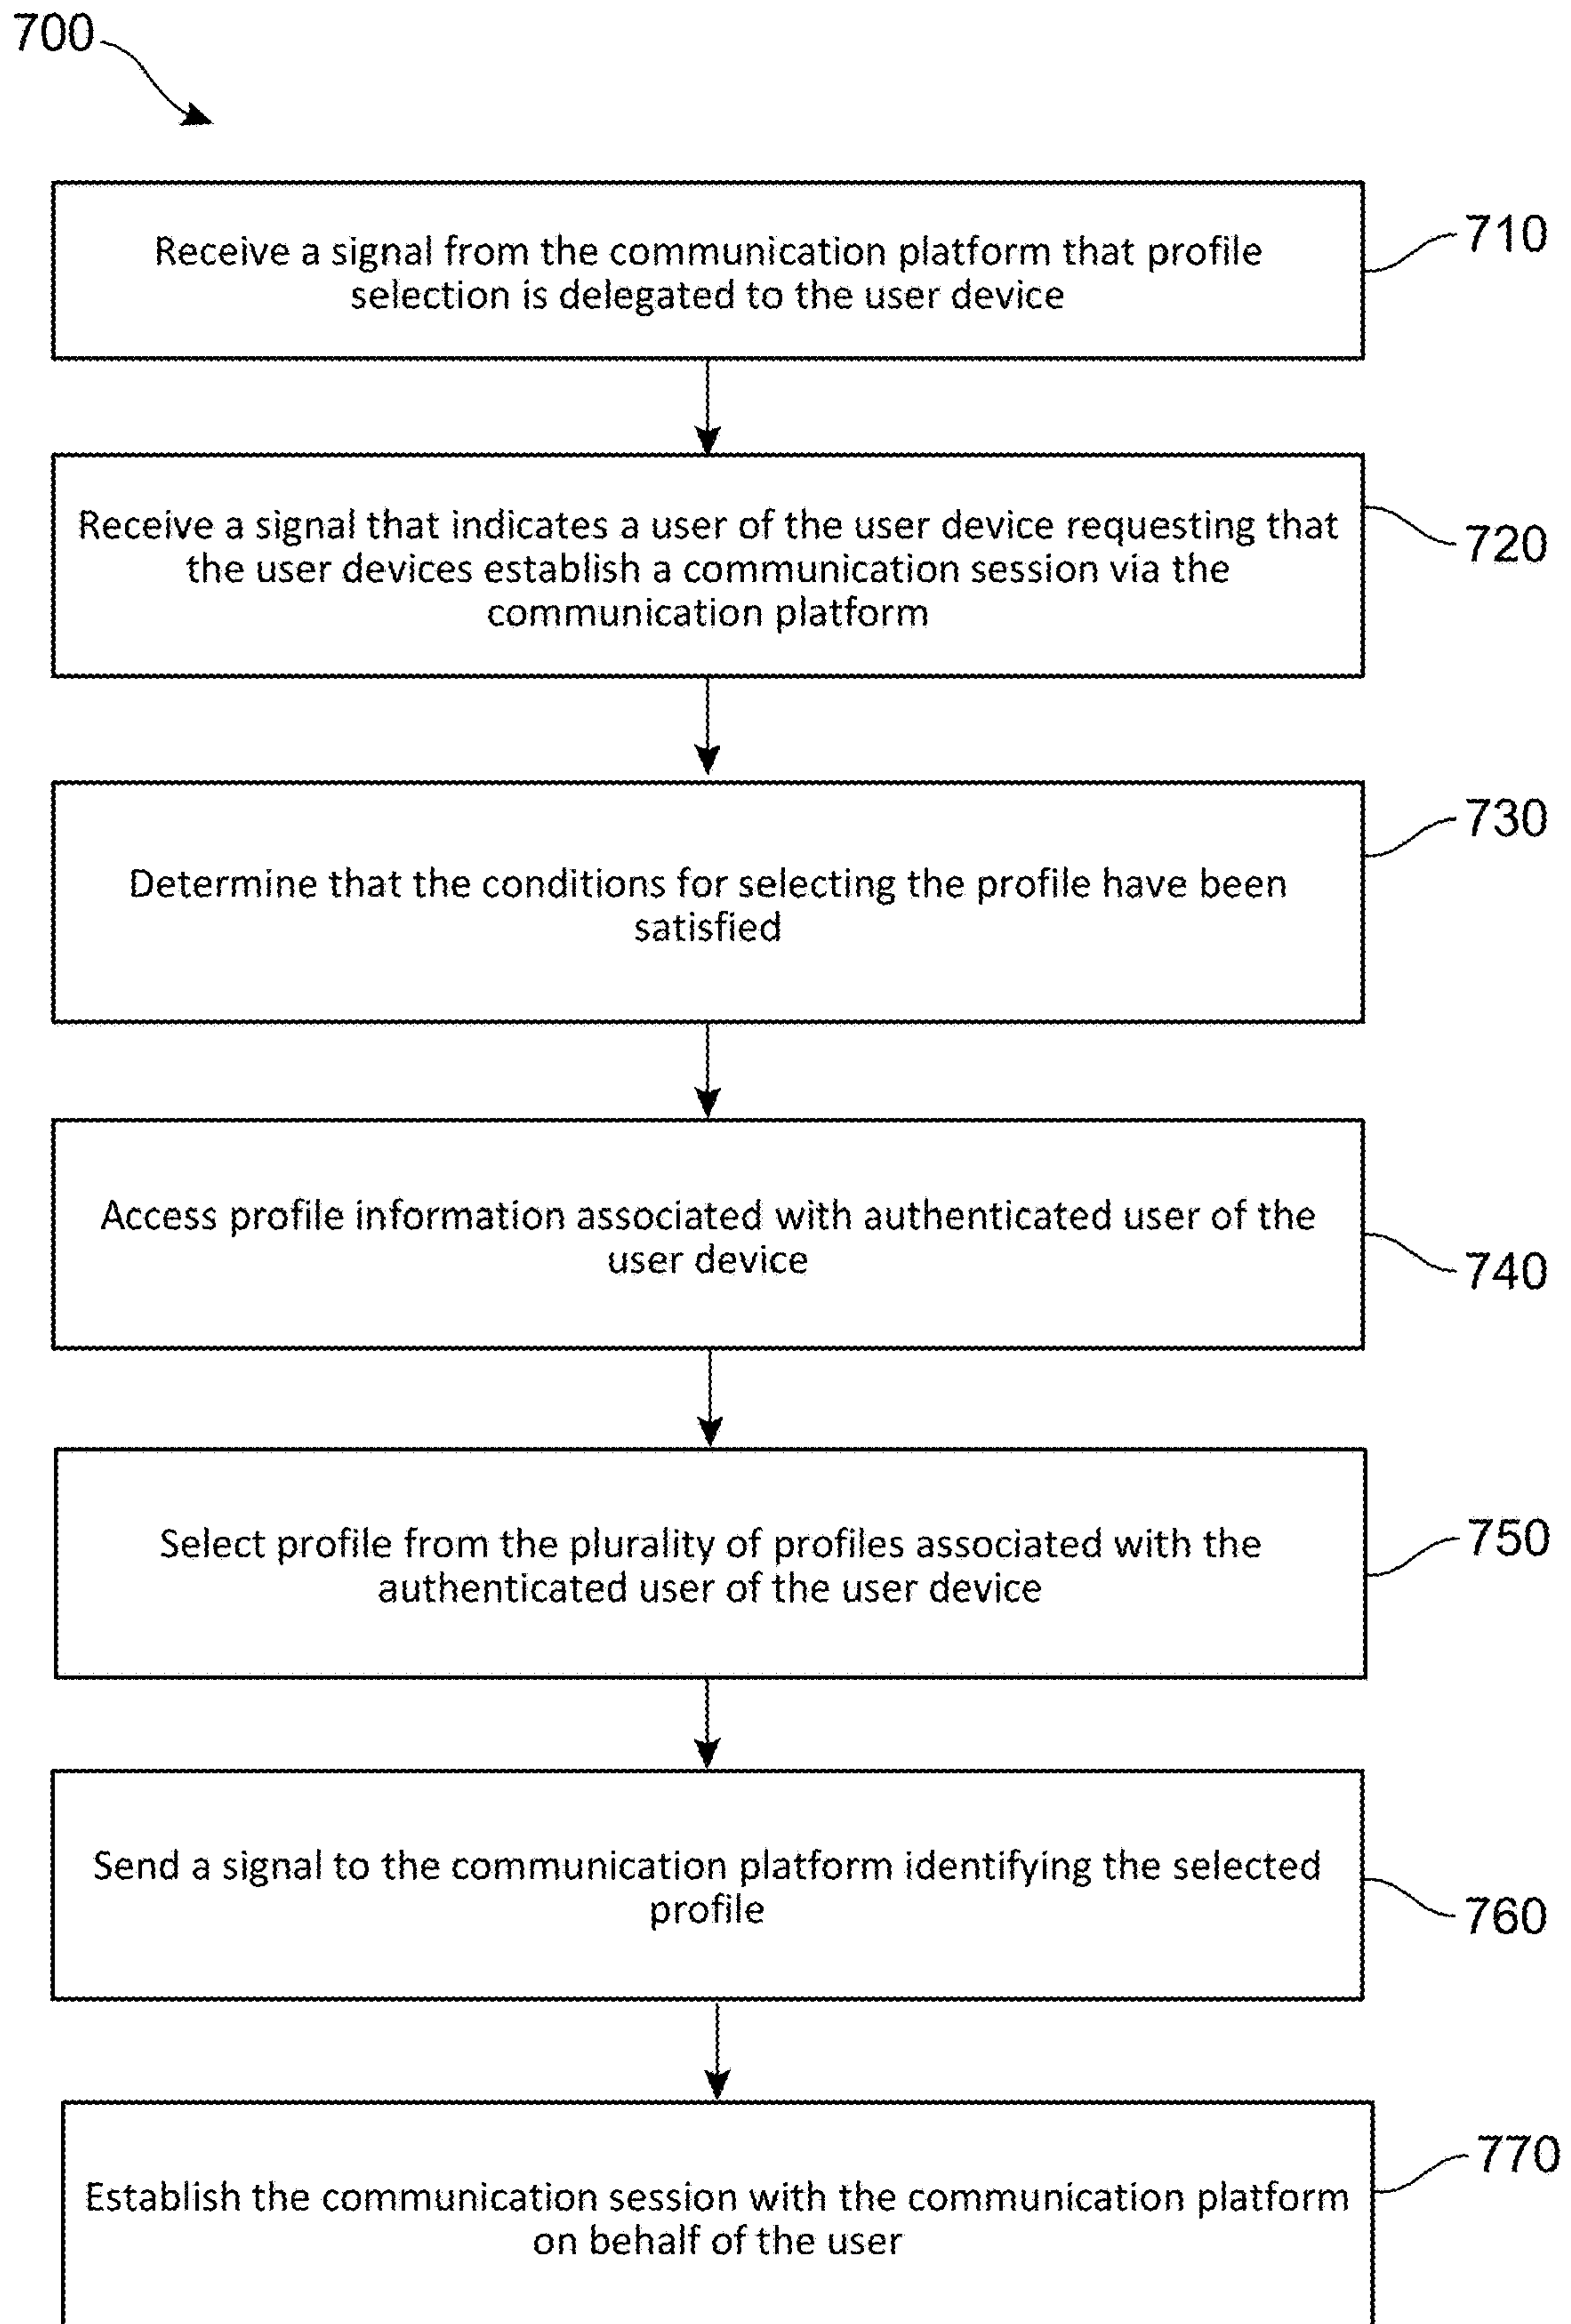 700
Receive a signal from the communication platform that profile
selection is delegated to the user device
710
Receive a signal that indicates a user of the user device requesting that
the user devices establish a communication session via the
communication platform
720
Determine that the conditions for selecting the profile have been
satisfied
730
Access profile information associated with authenticated user of the
user device
740
Select profile from the plurality of profiles associated with the
authenticated user of the user device
750
Send a signal to the communication platform identifying the selected
profile
760
Establish the communication session with the communication platform
on behalf of the user
770